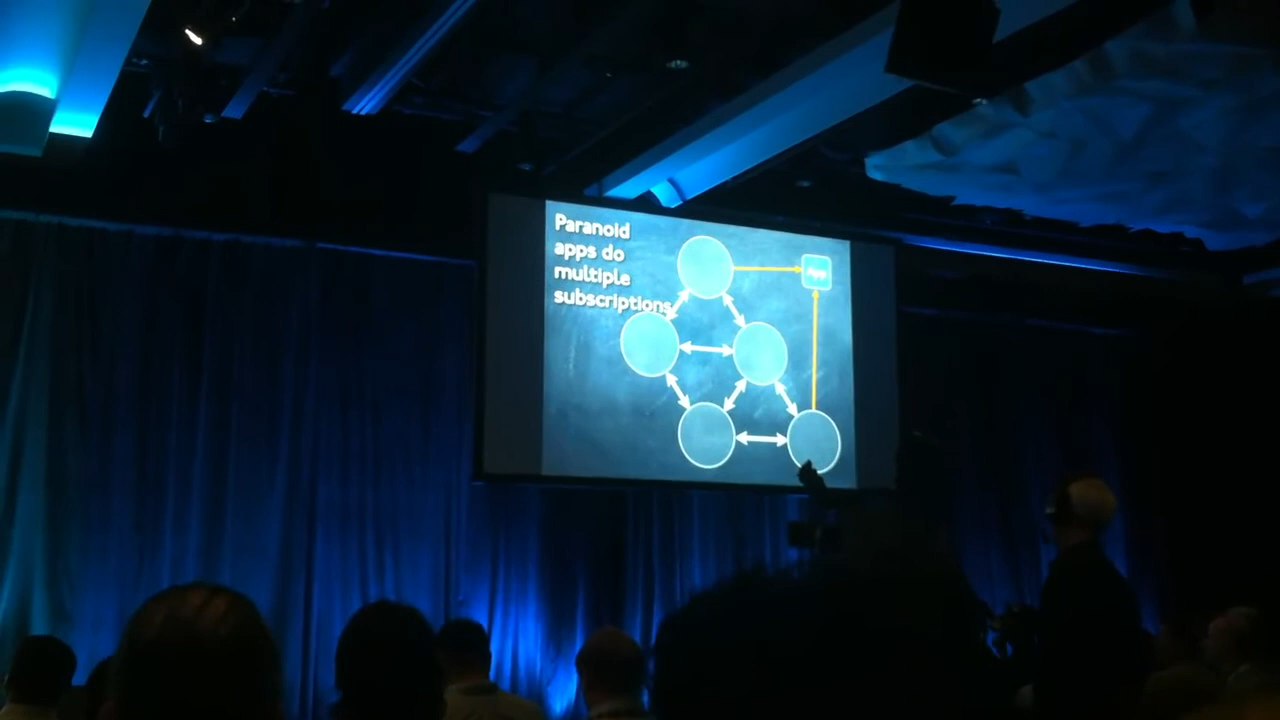 Paranoid
apps do
multiple
subscriptions
App